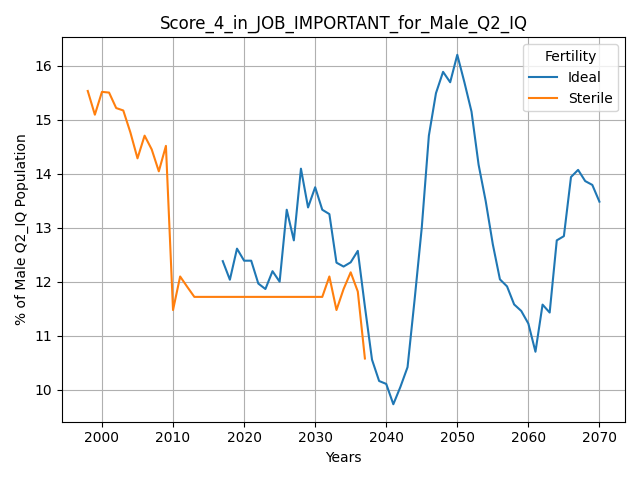 Score_4_in_JOB_IMPORTANT_for_Male_Q2_IQ
% of Male Q2_IQ Population
16
15
14
13
12
11
10
Fertility
Ideal
Sterile
2000 2010 2020 2030 2040 2050 2060 2070
Years